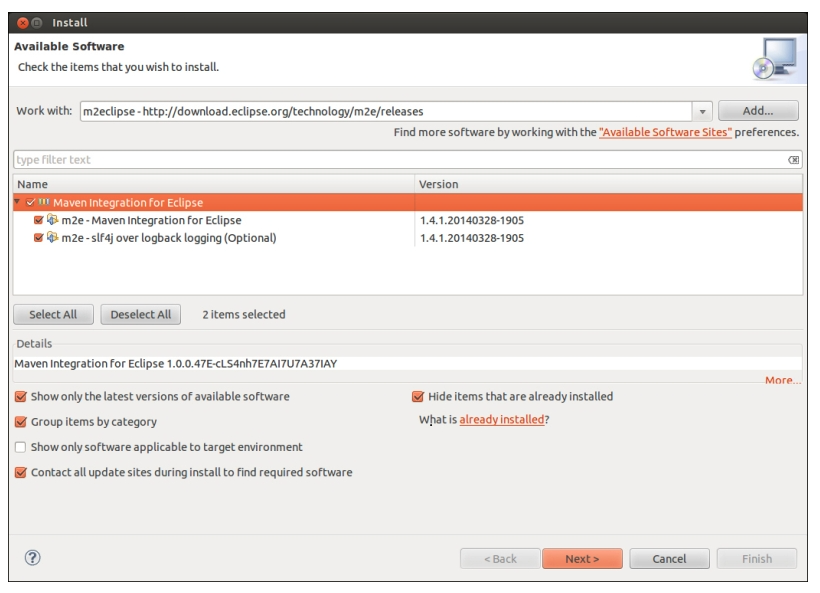 Install
Available Software
Check the items that you wish to install.
Work with: m2eclipse - http://download.eclipse.org/technology/m2e/releases Add...
Find more software by working with the "Available Software Sites" preferences.
type filter text
Name Version
Maven Integration for Eclipse
m2e - Maven Integration for Eclipse 1.4.1.20140328-1905
m2e - slf4j over logback logging (Optional) 1.4.1.20140328-1905
Select All Deselect All 2 items selected
Details
Maven Integration for Eclipse 1.0.0.47E-cLS4nh7E7AI7U7A37IAY
More...
Show only the latest versions of available software Hide items that are already installed
Group items by category What is already installed?
Show only software applicable to target environment
Contact all update sites during install to find required software
? < Back Next > Cancel Finish